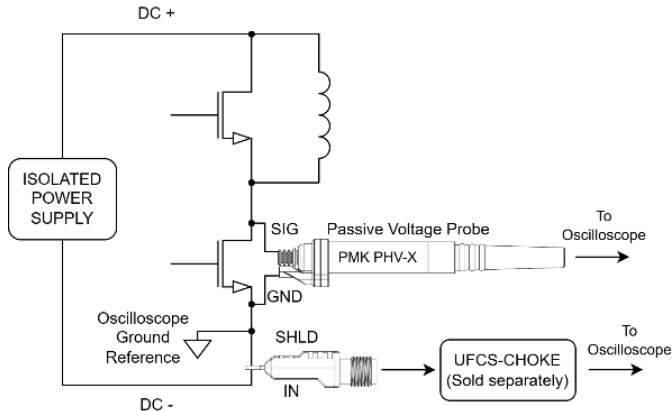 DC +
ISOLATED
POWER
SUPPLY
SIG
Passive Voltage Probe
PMK PHV-X
To
Oscilloscope
GND
Oscilloscope
Ground
Reference
SHLD
IN
UFCS-CHOKE
(Sold separately)
To
Oscilloscope
DC -